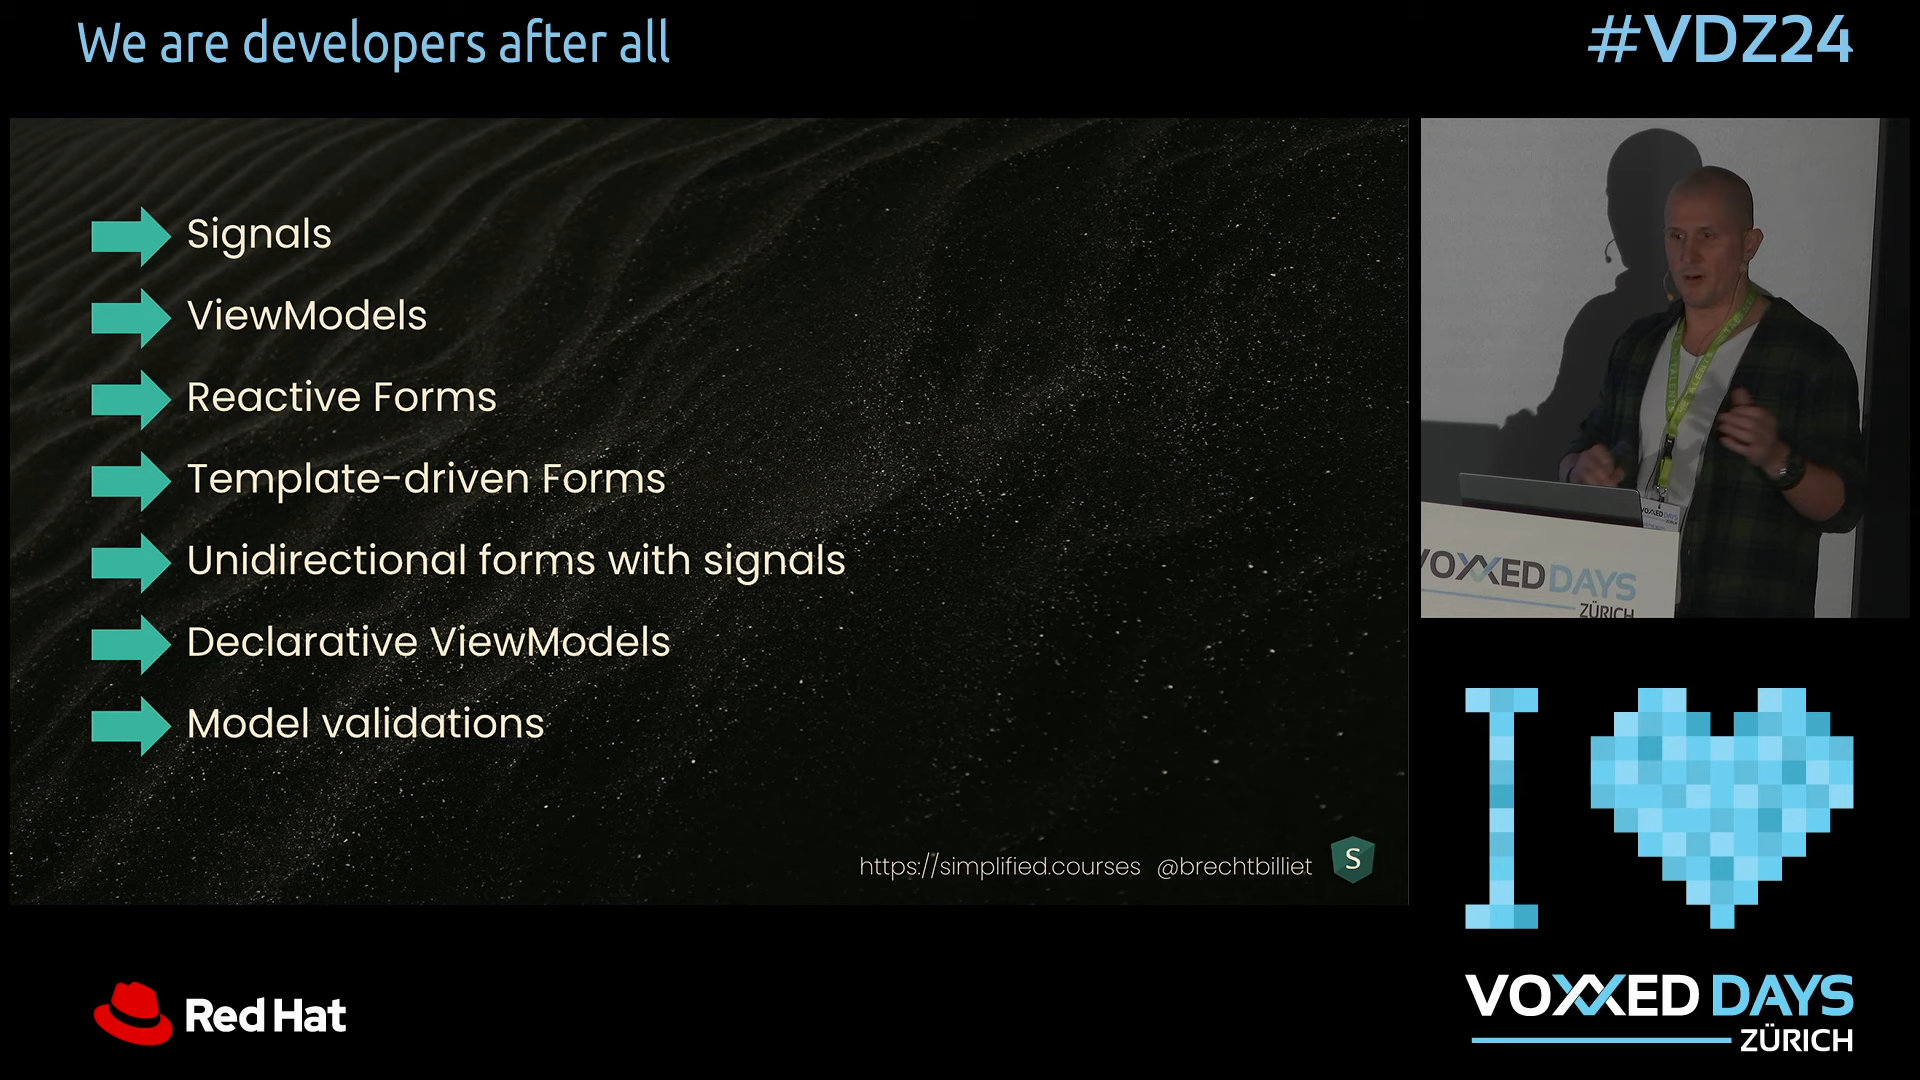 We are developers after all
#VDZ24
Signals
ViewModels
Reactive Forms
Template-driven Forms
Unidirectional forms with signals
Declarative ViewModels
Model validations
https://simplified.courses @brechtbilliet
S
VOXXED DAYS
ZÜRICH
I
Red Hat
VOXXED DAYS
ZÜRICH